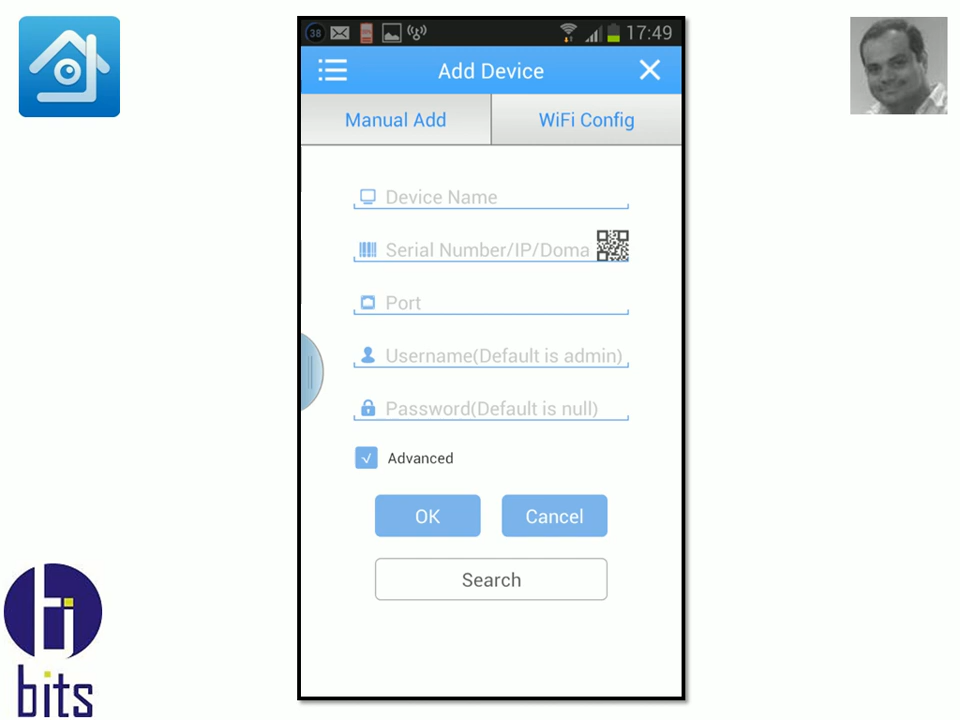 38
17:49
Add Device
Manual Add
WiFi Config
Device Name
Serial Number/IP/Doma
Port
Username(Default is admin)
Password(Default is null)
Advanced
OK
Cancel
Search
bits